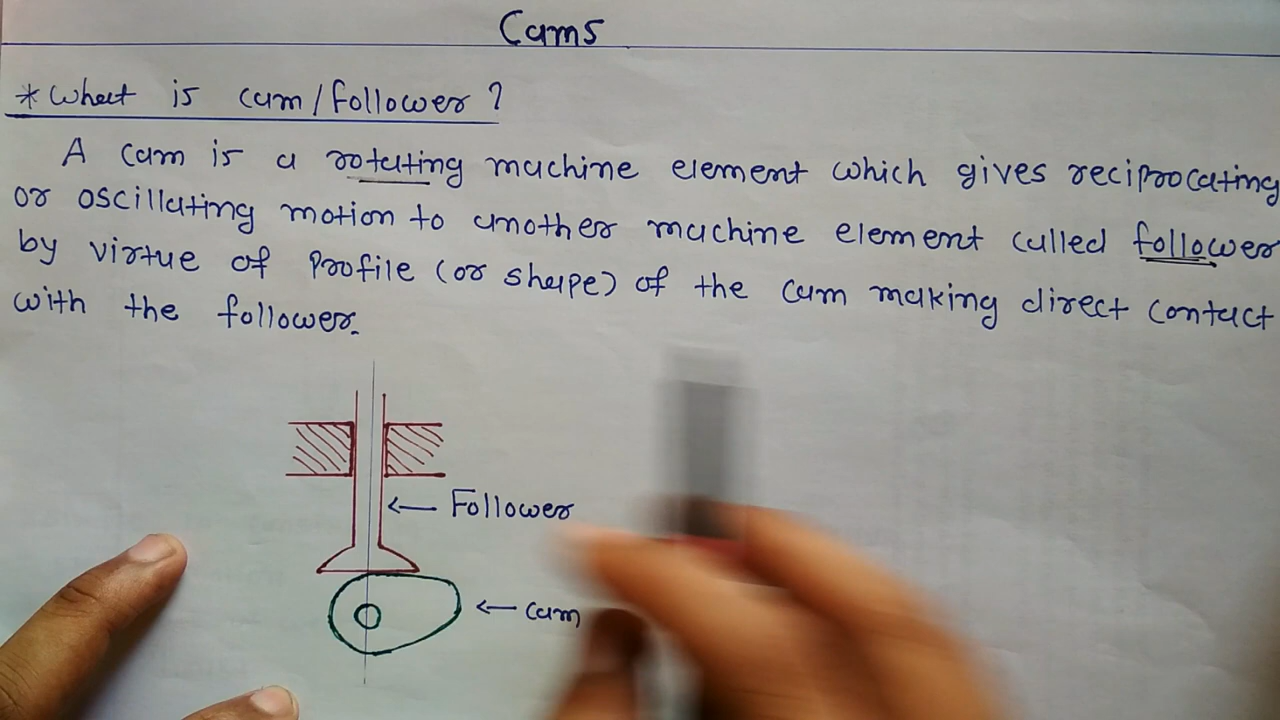 Cams
* What is cam/follower?
A cam is a rotating machine element which gives reciprocating
or oscillating motion to another machine element called follower
by virtue of Profile (or shape) of the cam making direct contact
with the follower.
← Follower
← cam